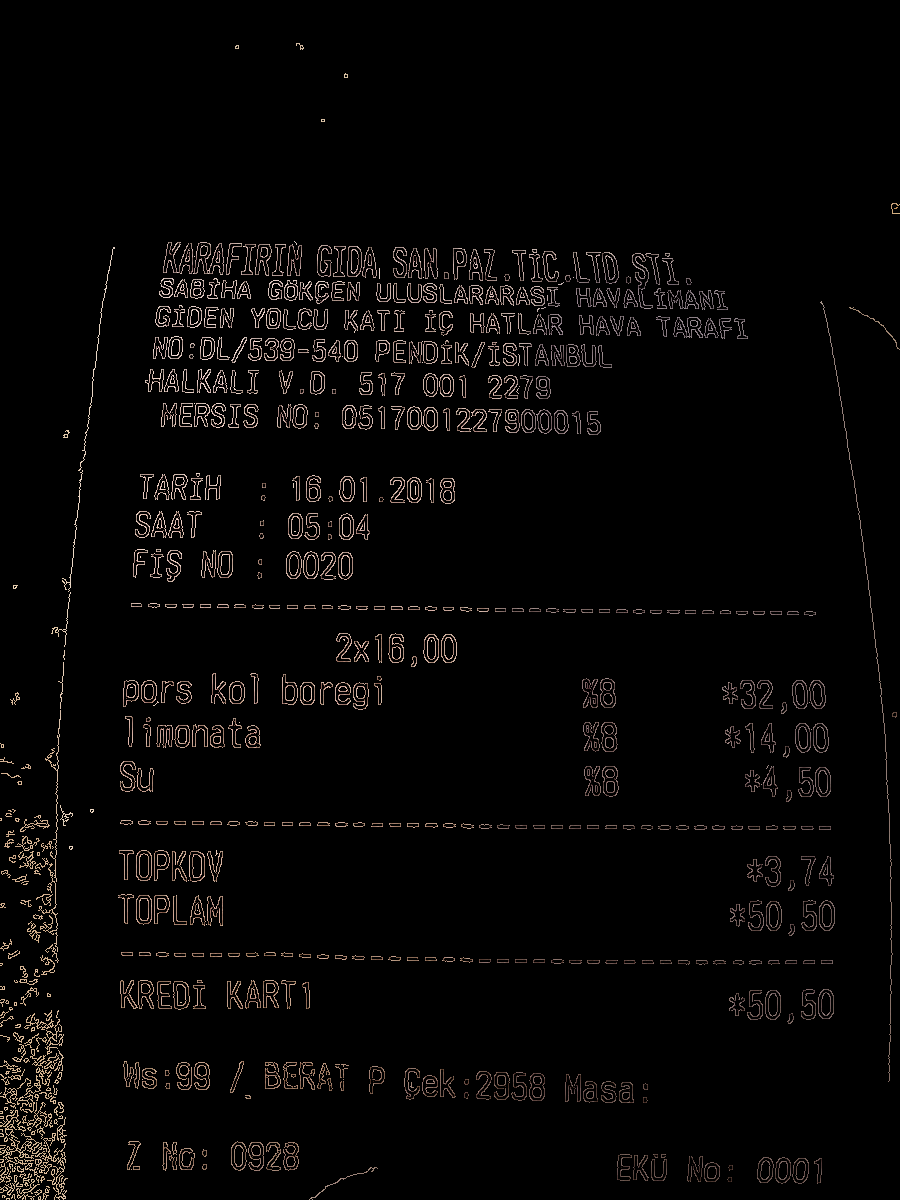 KARAFIRIN GIDA SAN.PAZ.TİC.LTD.ŞTİ.
SABİHA GÖKÇEN ULUSLARARASI HAVALİMANI
GİDEN YOLCU KATI İÇ HATLAR HAVA TARAFI
NO:DL/539-540 PENDİK/İSTANBUL
HALKALI V.D. 517 001 2279
MERSIS NO: 0517001227900015
TARİH : 16.01.2018
SAAT : 05:04
FİŞ NO : 0020
2x16,00
pors kol boregi %8 *32,00
limonata %8 *14,00
Su %8 *4,50
TOPKDV *3,74
TOPLAM *50,50
KREDİ KARTI *50,50
Ws:99 / BERAT P Çek:2958 Masa:
Z No: 0928 EKÜ No: 0001